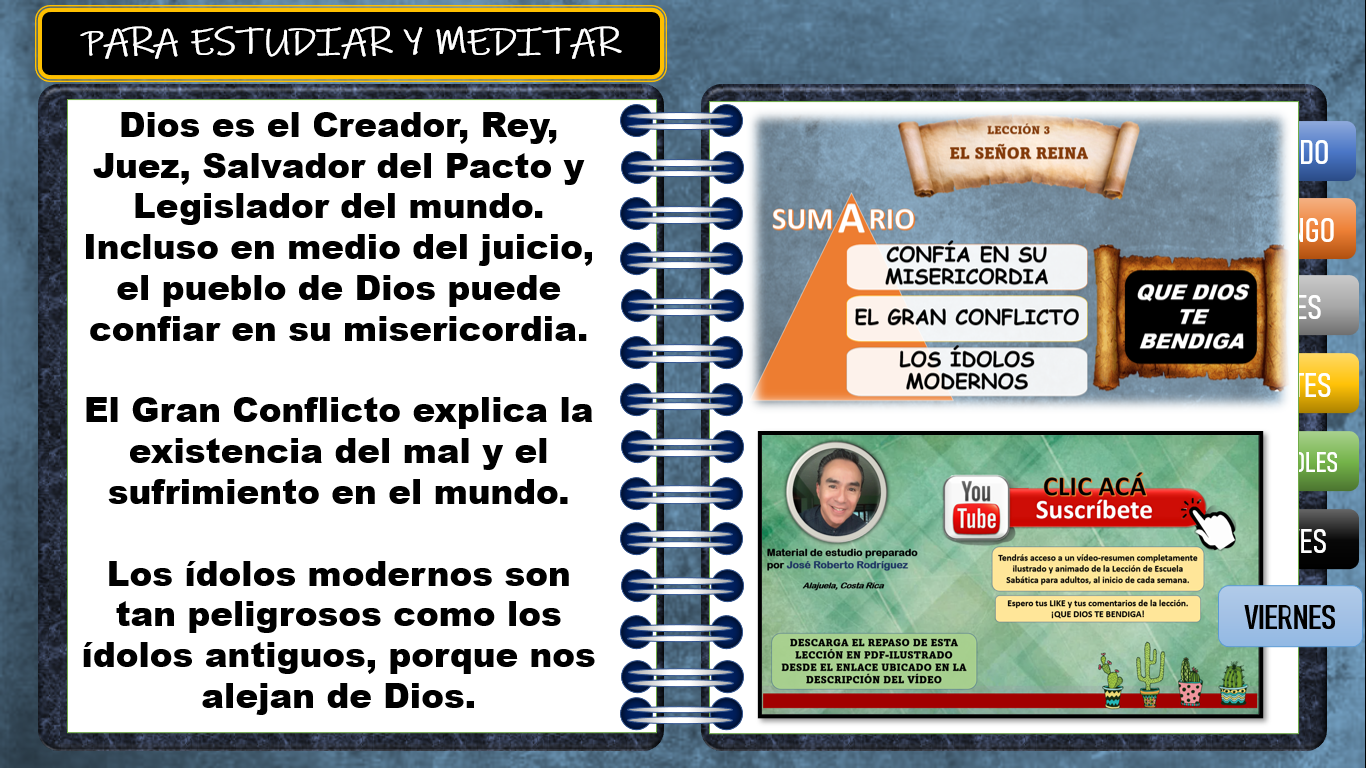 PARA ESTUDIAR Y MEDITAR
Dios es el Creador, Rey,
Juez, Salvador del Pacto y
Legislador del mundo.
Incluso en medio del juicio,
el pueblo de Dios puede
confiar en su misericordia.
El Gran Conflicto explica la
existencia del mal y el
sufrimiento en el mundo.
Los ídolos modernos son
tan peligrosos como los
ídolos antiguos, porque nos
alejan de Dios.
LECCIÓN 3
EL SEÑOR REINA
SUMARIO
CONFÍA EN SU
MISERICORDIA
EL GRAN CONFLICTO
LOS ÍDOLOS
MODERNOS
QUE DIOS
TE
BENDIGA
You
Tube
CLIC ACÁ
Suscríbete
Material de estudio preparado
por José Roberto Rodríguez
Alajuela, Costa Rica
Tendrás acceso a un vídeo-resumen completamente
ilustrado y animado de la Lección de Escuela
Sabática para adultos, al inicio de cada semana.
Espero tus LIKE y tus comentarios de la lección.
¡QUE DIOS TE BENDIGA!
DESCARGA EL REPASO DE ESTA
LECCIÓN EN PDF-ILUSTRADO
DESDE EL ENLACE UBICADO EN LA
DESCRIPCIÓN DEL VÍDEO
DO
NGO
ES
TES
OLES
ES
VIERNES